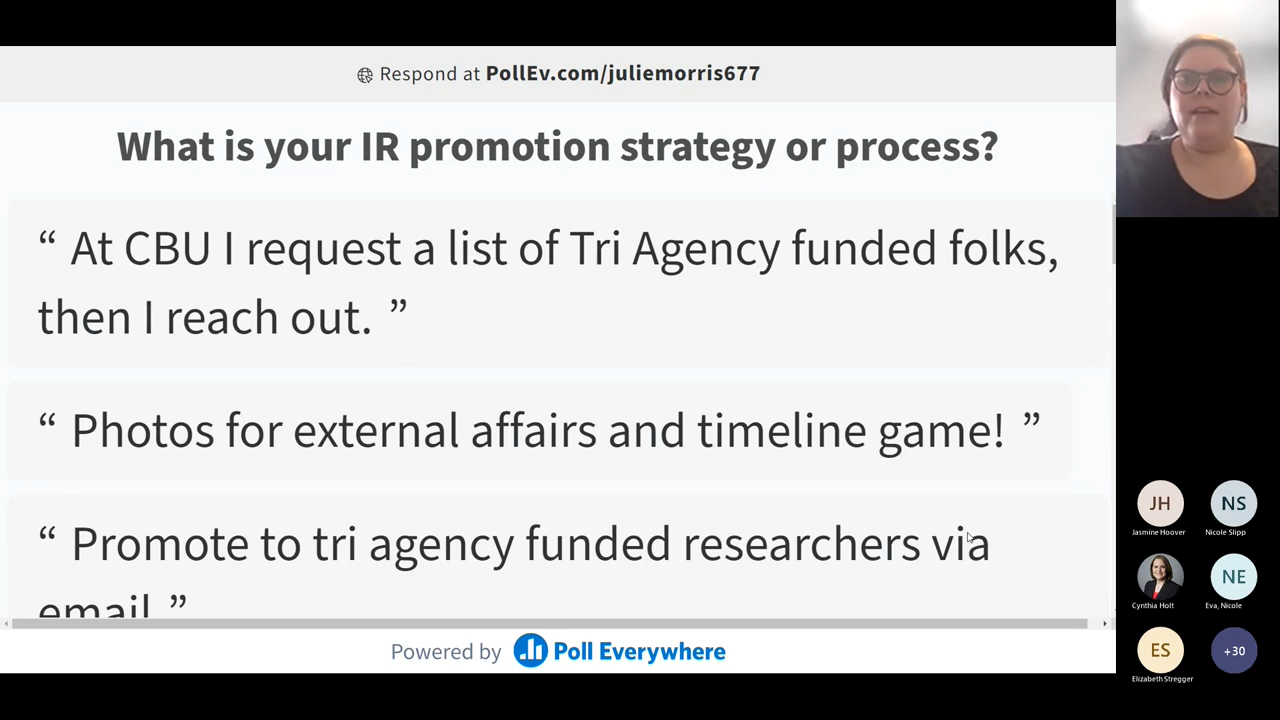 Respond at PollEv.com/juliemorris677
What is your IR promotion strategy or process?
“ At CBU I request a list of Tri Agency funded folks,
then I reach out. ”
“ Photos for external affairs and timeline game! ”
“ Promote to tri agency funded researchers via
email ”
Powered by Poll Everywhere
JH
NS
Jasmine Hoover
Nicole Slipp
NE
Cynthia Holt
Eva, Nicole
ES
+30
Elizabeth Stregger